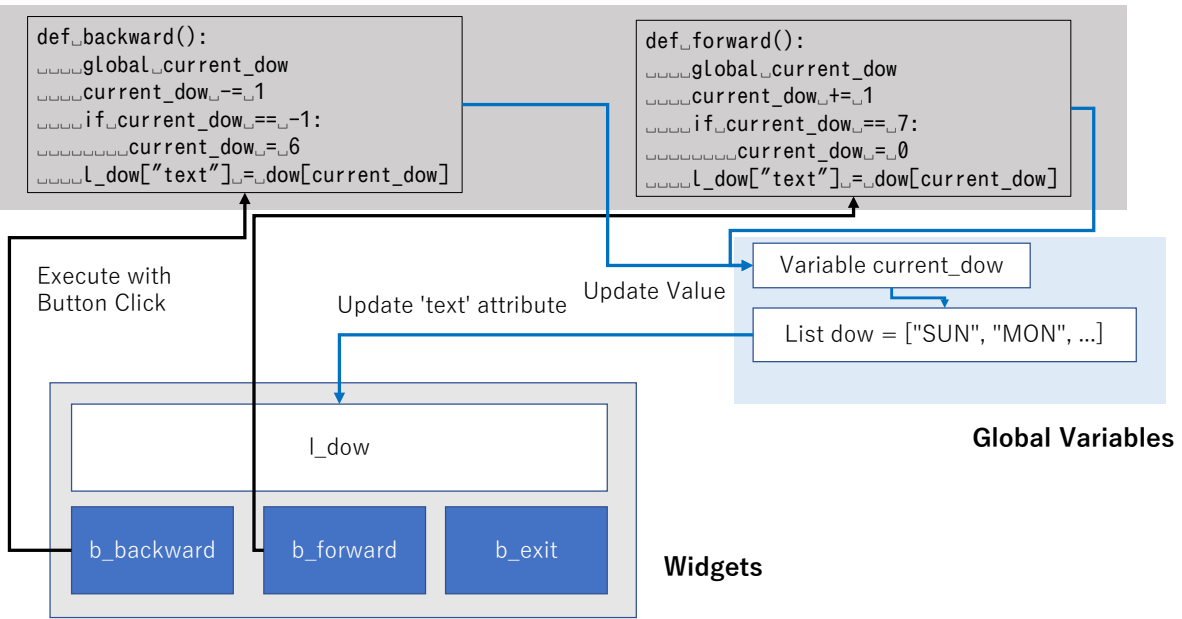 def␣backward():
␣␣␣␣global␣current_dow
␣␣␣␣current_dow␣-=␣1
␣␣␣␣if␣current_dow␣==␣-1:
␣␣␣␣␣␣␣␣current_dow␣=␣6
␣␣␣␣l_dow["text"]␣=␣dow[current_dow]
def␣forward():
␣␣␣␣global␣current_dow
␣␣␣␣current_dow␣+=␣1
␣␣␣␣if␣current_dow␣==␣7:
␣␣␣␣␣␣␣␣current_dow␣=␣0
␣␣␣␣l_dow["text"]␣=␣dow[current_dow]
Execute with
Button Click
Update 'text' attribute
Update Value
Variable current_dow
List dow = ["SUN", "MON", ...]
Global Variables
l_dow
b_backward
b_forward
b_exit
Widgets